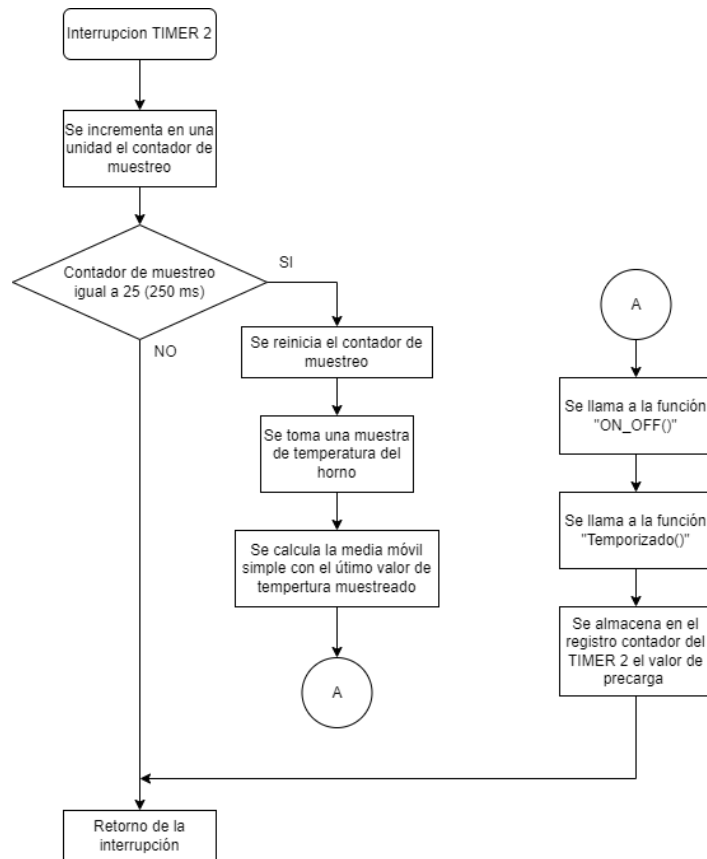 Interrupcion TIMER 2
Se incrementa en una
unidad el contador de
muestreo
Contador de muestreo
igual a 25 (250 ms)
SI
NO
Se reinicia el contador de
muestreo
Se toma una muestra
de temperatura del
horno
Se calcula la media móvil
simple con el útimo valor de
tempertura muestreado
A
A
Se llama a la función
"ON_OFF()"
Se llama a la función
"Temporizado()"
Se almacena en el
registro contador del
TIMER 2 el valor de
precarga
Retorno de la
interrupción